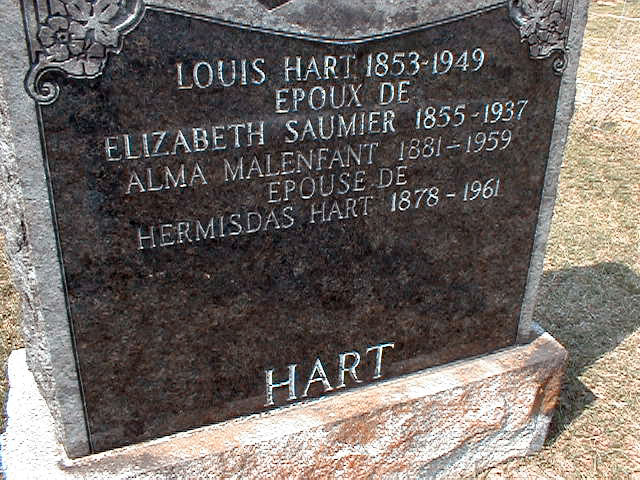 LOUIS HART 1853-1949
EPOUX DE
ELIZABETH SAUMIER 1855-1937
ALMA MALENFANT 1881-1959
EPOUSE DE
HERMISDAS HART 1878-1961
HART